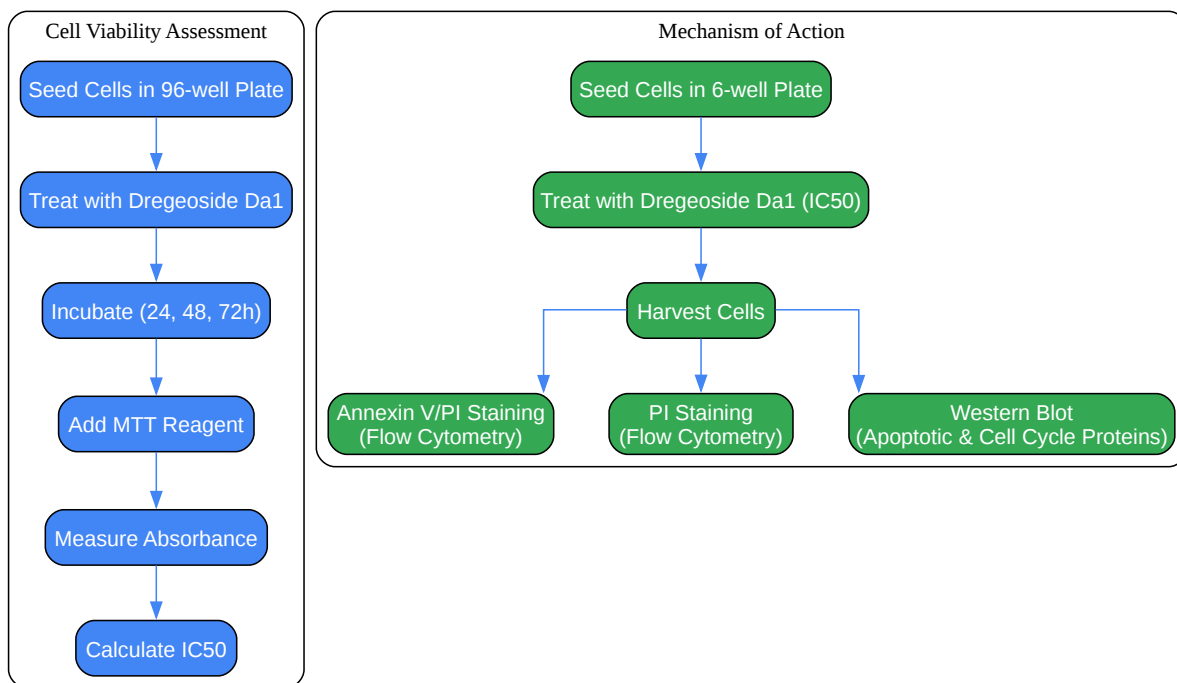 Cell Viability Assessment
Seed Cells in 96-well Plate
Treat with Dregeoside Da1
Incubate (24, 48, 72h)
Add MTT Reagent
Measure Absorbance
Calculate IC50
Mechanism of Action
Seed Cells in 6-well Plate
Treat with Dregeoside Da1 (IC50)
Harvest Cells
Annexin V/PI Staining
(Flow Cytometry)
PI Staining
(Flow Cytometry)
Western Blot
(Apoptotic & Cell Cycle Proteins)